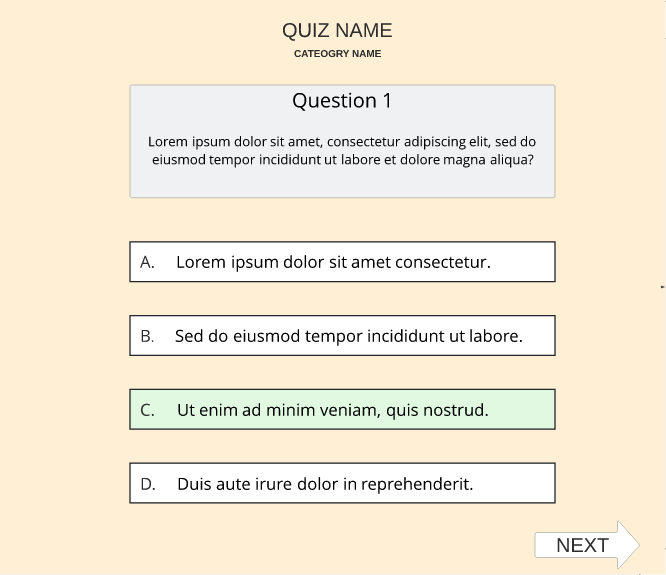 QUIZ NAME
CATEOGRY NAME
Question 1
Lorem ipsum dolor sit amet, consectetur adipiscing elit, sed do
eiusmod tempor incididunt ut labore et dolore magna aliqua?
A. Lorem ipsum dolor sit amet consectetur.
B. Sed do eiusmod tempor incididunt ut labore.
C. Ut enim ad minim veniam, quis nostrud.
D. Duis aute irure dolor in reprehenderit.
NEXT